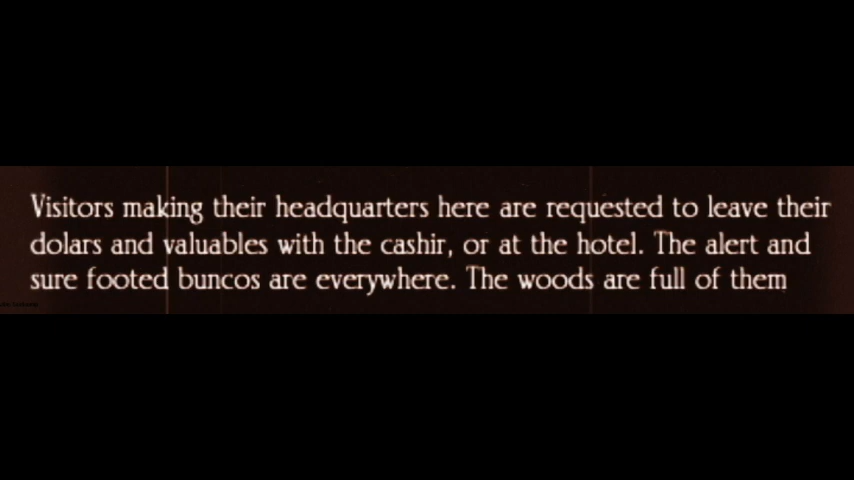 Visitors making their headquarters here are requested to leave their
dolars and valuables with the cashir, or at the hotel. The alert and
sure footed buncos are everywhere. The woods are full of them